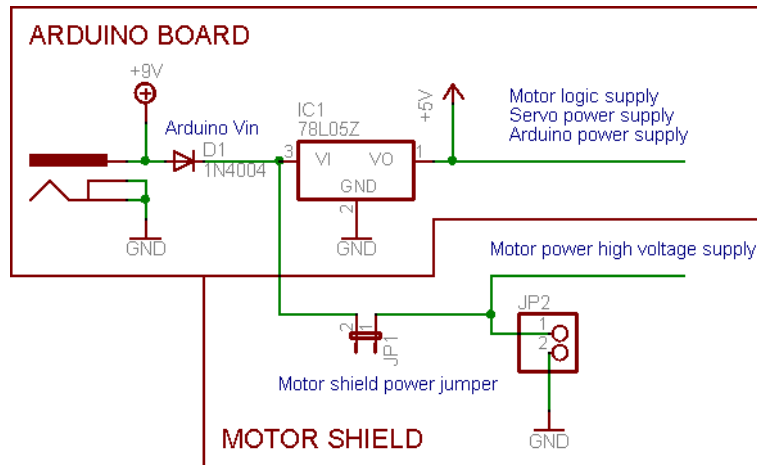 ARDUINO BOARD
+9V
Arduino Vin
D1
1N4004
IC1
78L05Z
3
VI
VO
1
GND
2
+5V
Motor logic supply
Servo power supply
Arduino power supply
GND
GND
Motor power high voltage supply
JP2
1
2
2
1
JP1
Motor shield power jumper
GND
MOTOR SHIELD